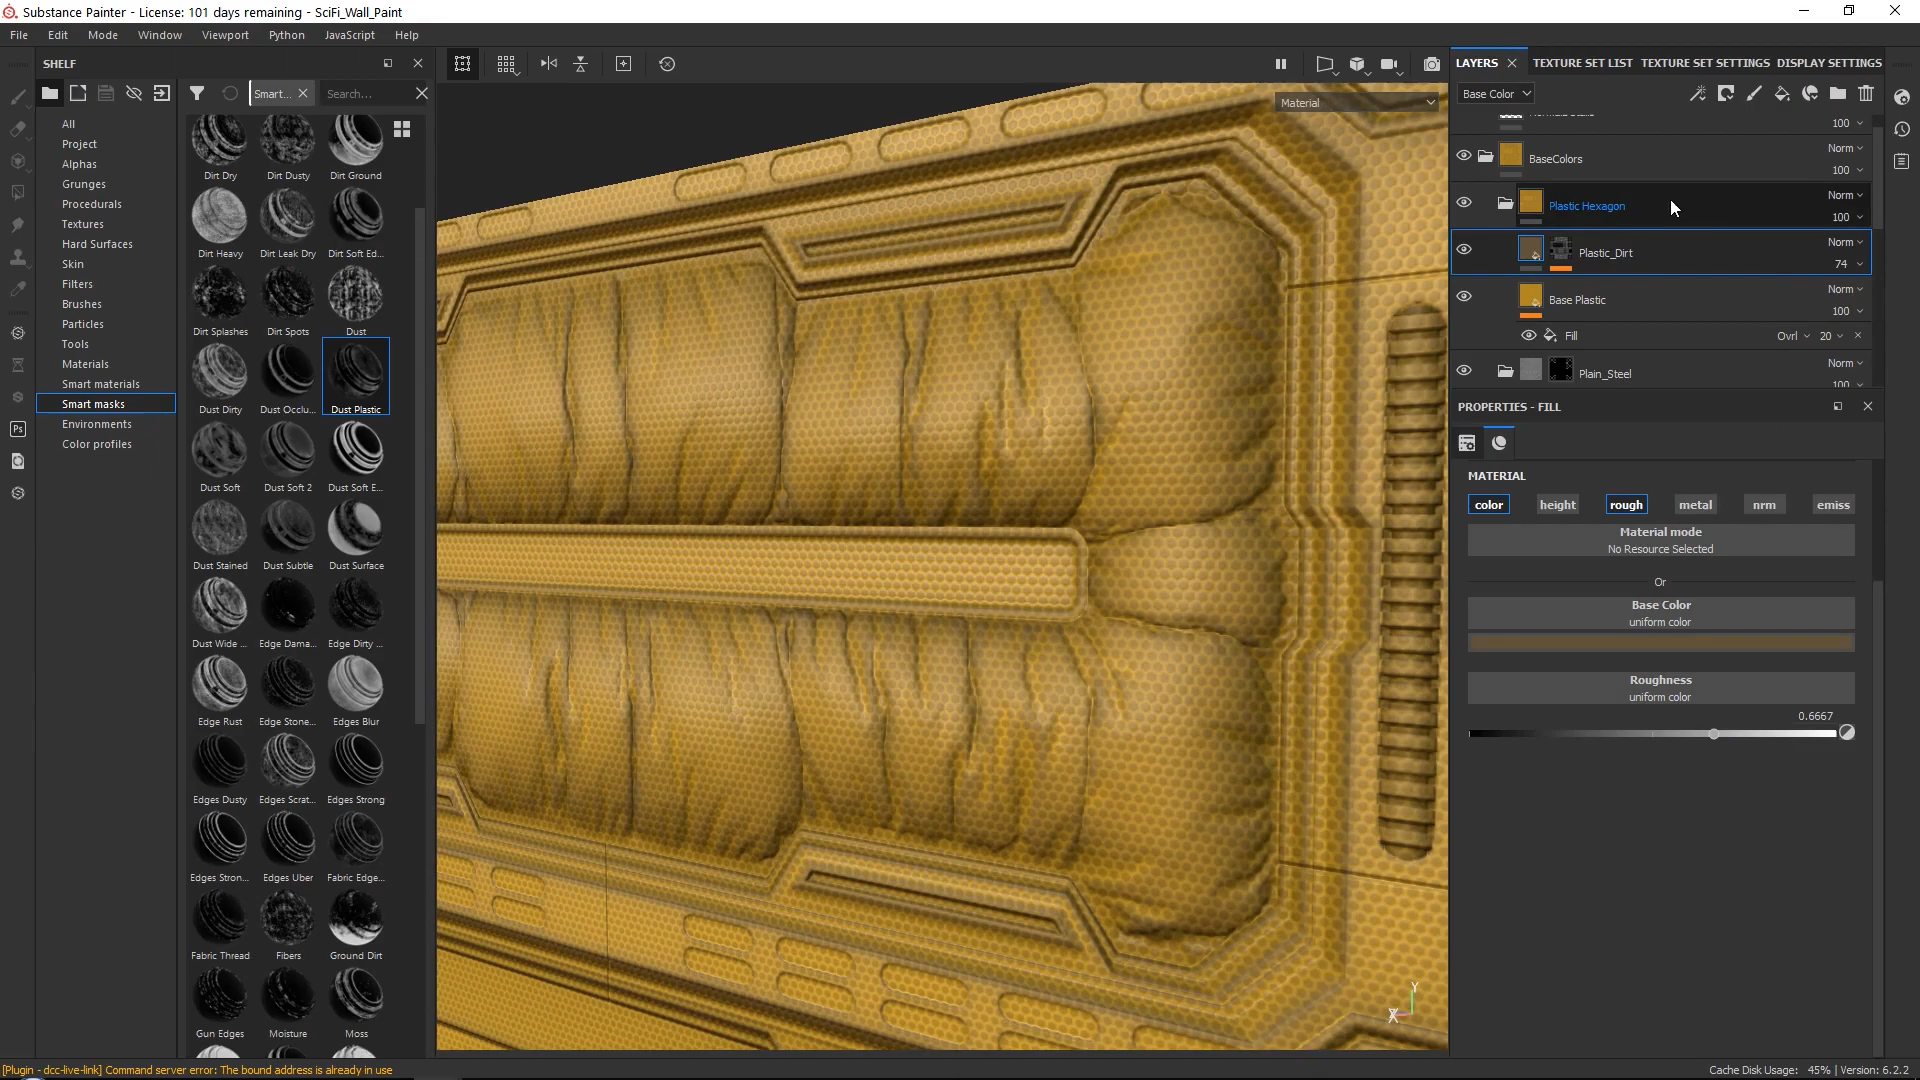 Substance Painter - License: 101 days remaining - SciFi_Wall_Paint
File Edit Mode Window Viewport Python JavaScript Help
SHELF
Smart...
Search...
All
Project
Alphas
Grunges
Procedurals
Textures
Hard Surfaces
Skin
Filters
Brushes
Particles
Tools
Materials
Smart materials
Smart masks
Environments
Color profiles
Ps
Dirt Dry Dirt Dusty Dirt Ground
Dirt Heavy Dirt Leak Dry Dirt Soft Ed...
Dirt Splashes Dirt Spots Dust
Dust Dirty Dust Occlu... Dust Plastic
Dust Soft Dust Soft 2 Dust Soft E...
Dust Stained Dust Subtle Dust Surface
Dust Wide ... Edge Dama... Edge Dirty ...
Edge Rust Edge Stone... Edges Blur
Edges Dusty Edges Scrat... Edges Strong
Edges Stron... Edges Uber Fabric Edge...
Fabric Thread Fibers Ground Dirt
Gun Edges Moisture Moss
Material
Y
X
LAYERS TEXTURE SET LIST TEXTURE SET SETTINGS DISPLAY SETTINGS
Base Color
100
BaseColors
Norm
100
Plastic Hexagon
Norm
100
Plastic_Dirt
Norm
74
Base Plastic
Norm
100
Fill Ovrl 20
Plain_Steel
Norm
100
PROPERTIES - FILL
MATERIAL
color height rough metal nrm emiss
Material mode
No Resource Selected
Or
Base Color
uniform color
Roughness
uniform color
0.6667
[Plugin - dcc-live-link] Command server error: The bound address is already in use
Cache Disk Usage: 45% | Version: 6.2.2